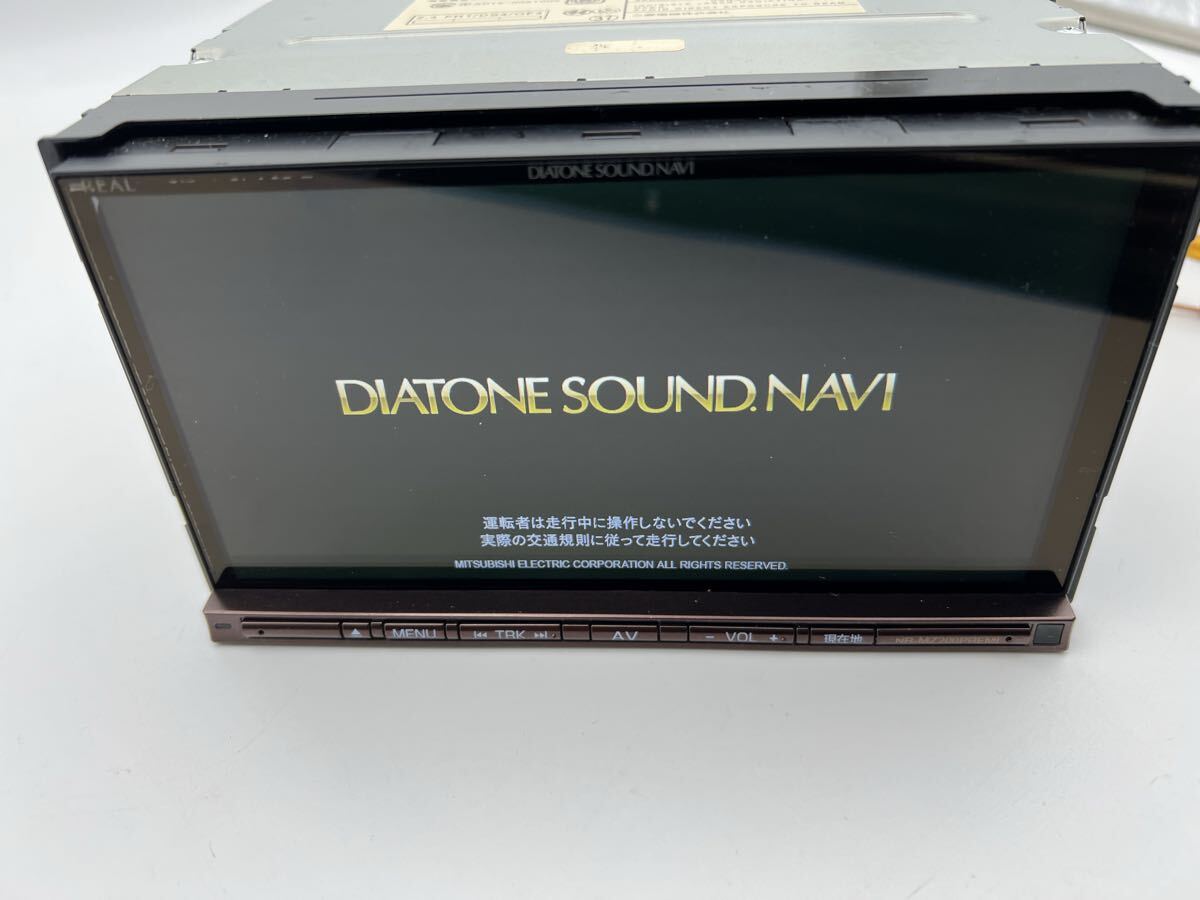 REAL
DIATONE SOUND.NAVI
DIATONE SOUND.NAVI
運転者は走行中に操作しないでください
実際の交通規則に従って走行してください
MITSUBISHI ELECTRIC CORPORATION ALL RIGHTS RESERVED.
MENU TRK AV - VOL + 現在地 NR-MZ200PREMI